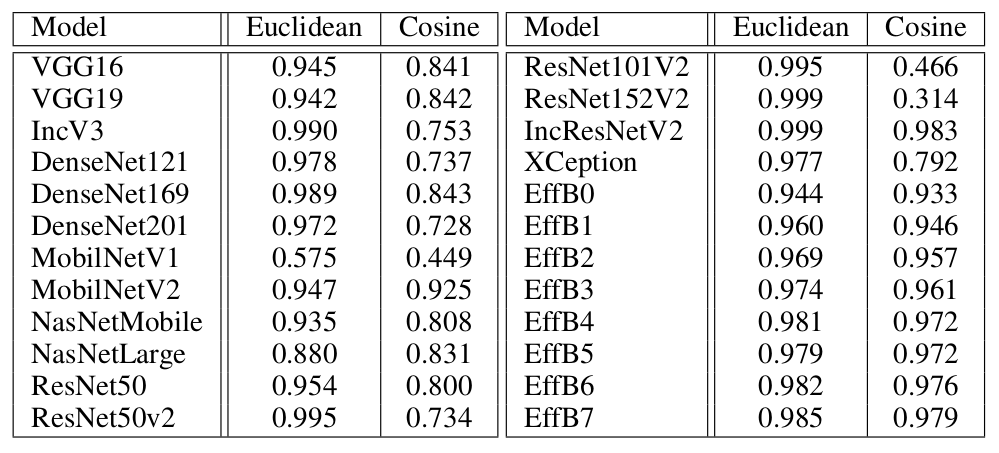 Model Euclidean Cosine Model Euclidean Cosine
VGG16 0.945 0.841 ResNet101V2 0.995 0.466
VGG19 0.942 0.842 ResNet152V2 0.999 0.314
IncV3 0.990 0.753 IncResNetV2 0.999 0.983
DenseNet121 0.978 0.737 XCeption 0.977 0.792
DenseNet169 0.989 0.843 EffB0 0.944 0.933
DenseNet201 0.972 0.728 EffB1 0.960 0.946
MobilNetV1 0.575 0.449 EffB2 0.969 0.957
MobilNetV2 0.947 0.925 EffB3 0.974 0.961
NasNetMobile 0.935 0.808 EffB4 0.981 0.972
NasNetLarge 0.880 0.831 EffB5 0.979 0.972
ResNet50 0.954 0.800 EffB6 0.982 0.976
ResNet50v2 0.995 0.734 EffB7 0.985 0.979